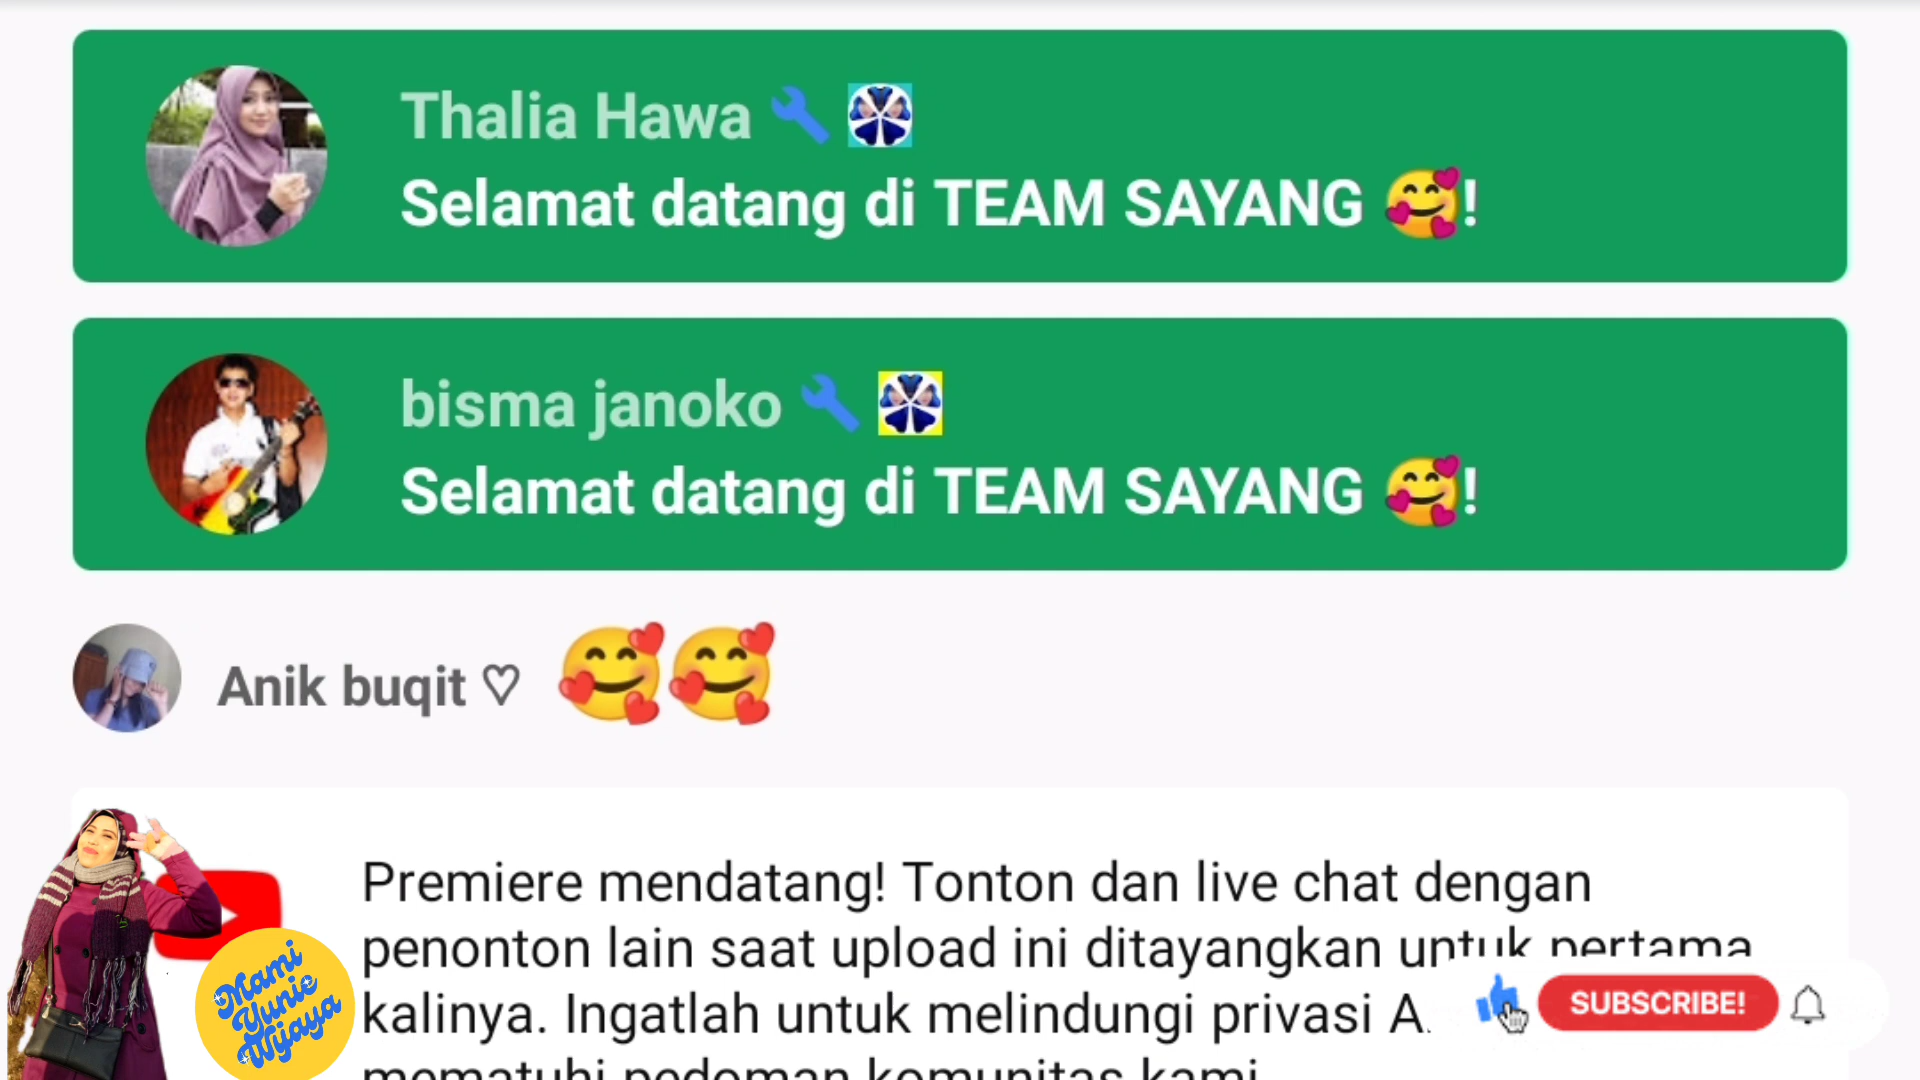 Thalia Hawa
Selamat datang di TEAM SAYANG 🥰!
bisma janoko
Selamat datang di TEAM SAYANG 🥰!
Anik buqit ♡ 🥰🥰
Premiere mendatang! Tonton dan live chat dengan
penonton lain saat upload ini ditayangkan untuk pertama
kalinya. Ingatlah untuk melindungi privasi A
mematuhi pedoman komunitas kami.
Mami
Yunie
Wijaya
SUBSCRIBE!